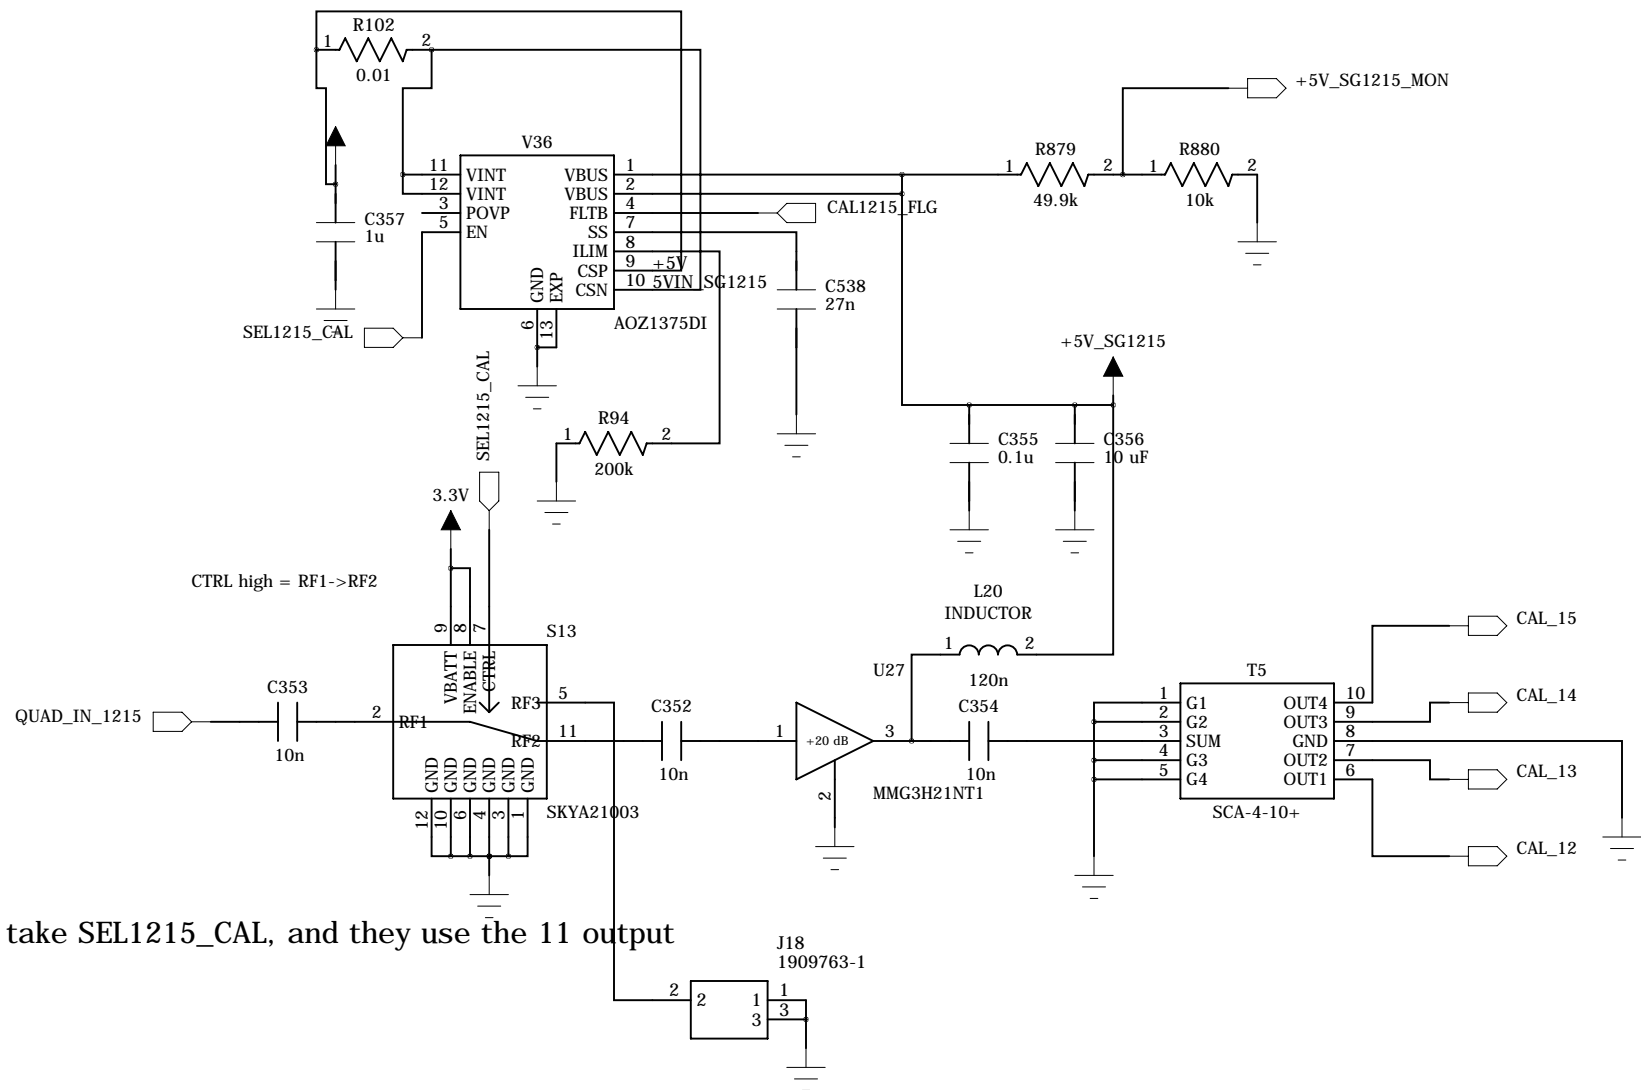 R102
1 2
0.01
+5V_SG1215_MON
V36
11 VINT VBUS 1
12 VINT VBUS 2
3 POVP FLTB 4
5 EN SS 7
ILIM 8
CSP 9 +5V
CSN 10 5VIN_SG1215
GND EXP
6 13
AOZ1375DI
C357
1u
CAL1215_FLG
R879
1 2
49.9k
R880
1 2
10k
C538
27n
SEL1215_CAL
SEL1215_CAL
R94
1 2
200k
+5V_SG1215
C355
0.1u
C356
10 uF
3.3V
CTRL high = RF1->RF2
L20
INDUCTOR
1 2
120n
S13
9 8 7
VBATT ENABLE CTRL
RF3 5
2 RF1
RF2 11
GND GND GND GND GND GND
12 10 6 4 3 1
SKYA21003
QUAD_IN_1215
C353
10n
C352
10n
U27
1 +20 dB 3
2
MMG3H21NT1
C354
10n
T5
1 G1 OUT4 10
2 G2 OUT3 9
3 SUM GND 8
4 G3 OUT2 7
5 G4 OUT1 6
SCA-4-10+
CAL_15
CAL_14
CAL_13
CAL_12
take SEL1215_CAL, and they use the 11 output
J18
1909763-1
2 2 1 1
3 3